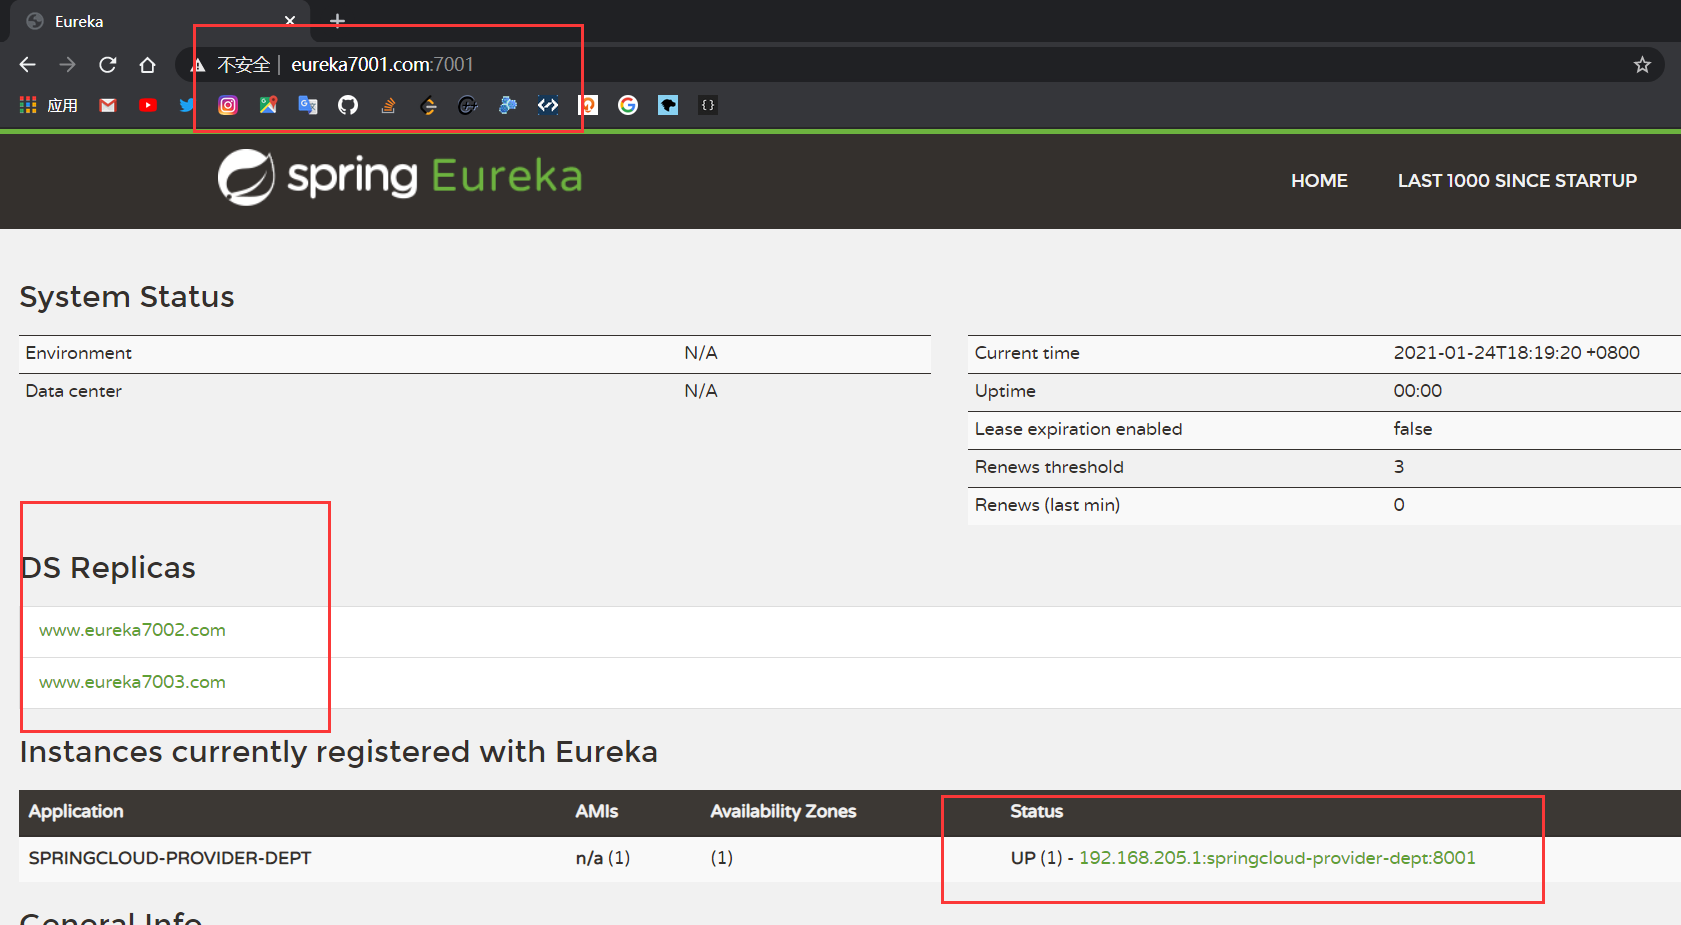 Eureka
不安全 | eureka7001.com:7001
应用
spring Eureka
HOME LAST 1000 SINCE STARTUP
System Status
Environment N/A
Data center N/A
Current time 2021-01-24T18:19:20 +0800
Uptime 00:00
Lease expiration enabled false
Renews threshold 3
Renews (last min) 0
DS Replicas
www.eureka7002.com
www.eureka7003.com
Instances currently registered with Eureka
Application AMIs Availability Zones Status
SPRINGCLOUD-PROVIDER-DEPT n/a (1) (1) UP (1) - 192.168.205.1:springcloud-provider-dept:8001
General Info